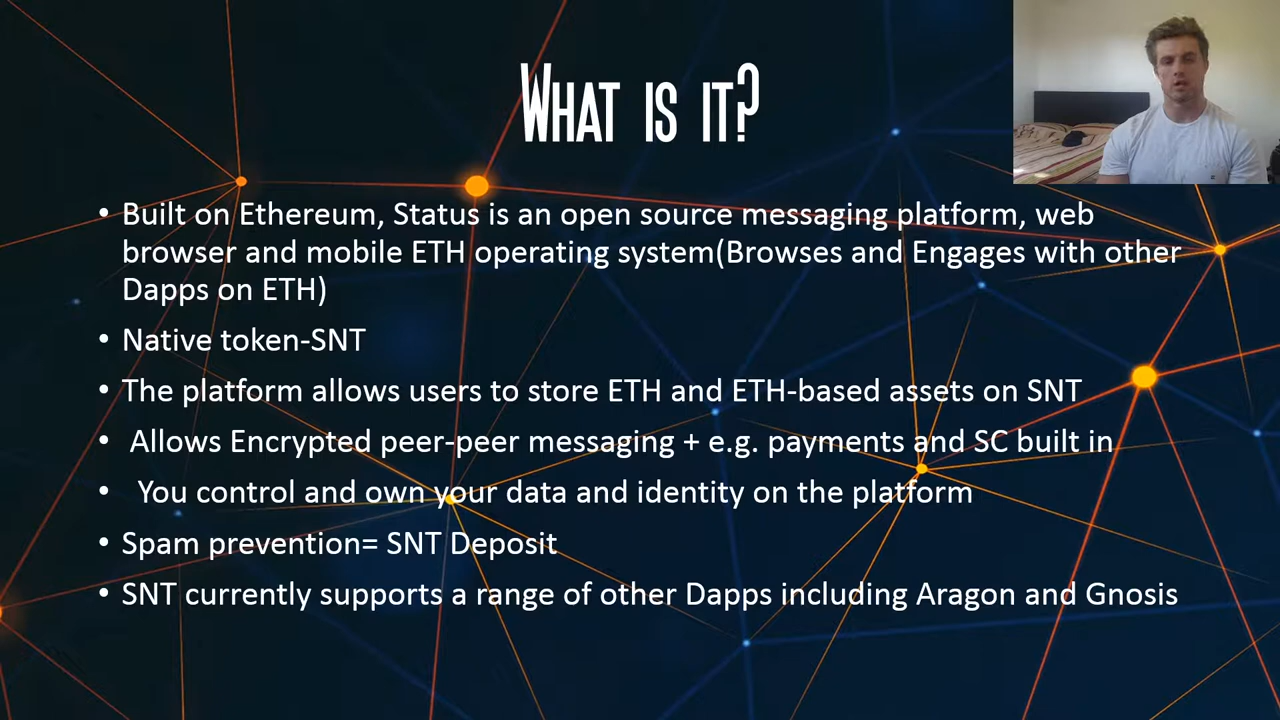 What is it?
• Built on Ethereum, Status is an open source messaging platform, web
browser and mobile ETH operating system(Browses and Engages with other
Dapps on ETH)
• Native token-SNT
• The platform allows users to store ETH and ETH-based assets on SNT
• Allows Encrypted peer-peer messaging + e.g. payments and SC built in
• You control and own your data and identity on the platform
• Spam prevention= SNT Deposit
• SNT currently supports a range of other Dapps including Aragon and Gnosis